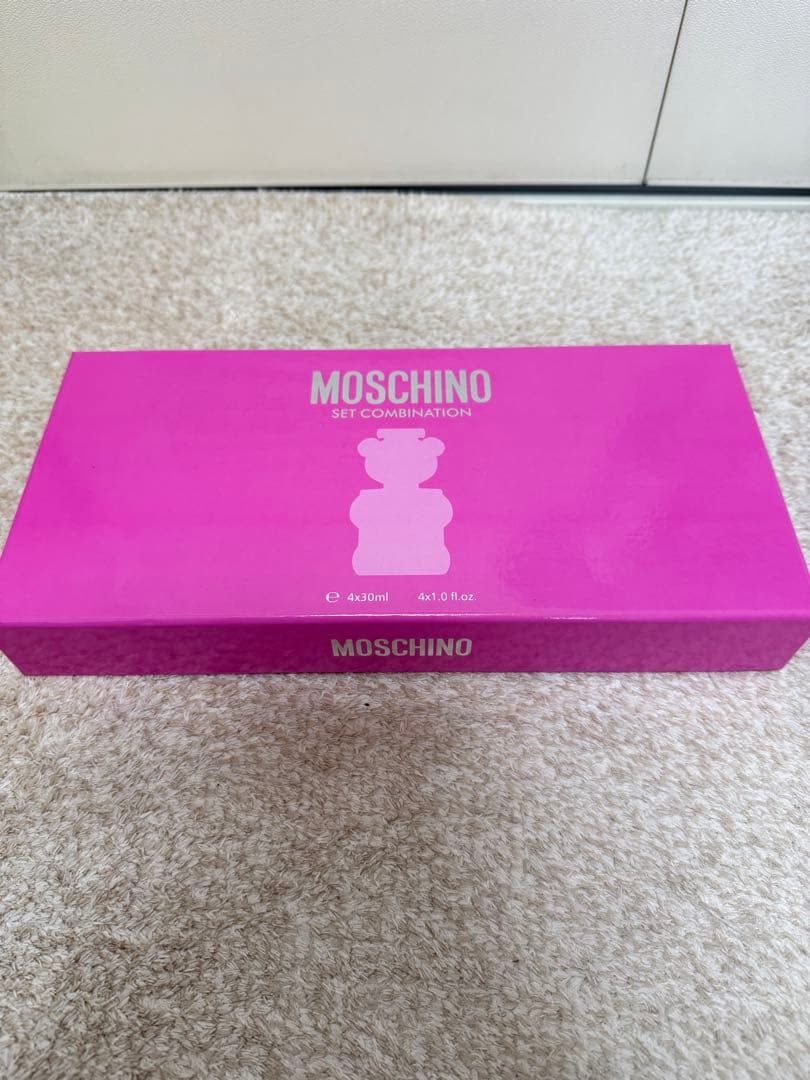 MOSCHINO
SET COMBINATION
℮ 4x30ml 4x1.0 fl.oz.
MOSCHINO